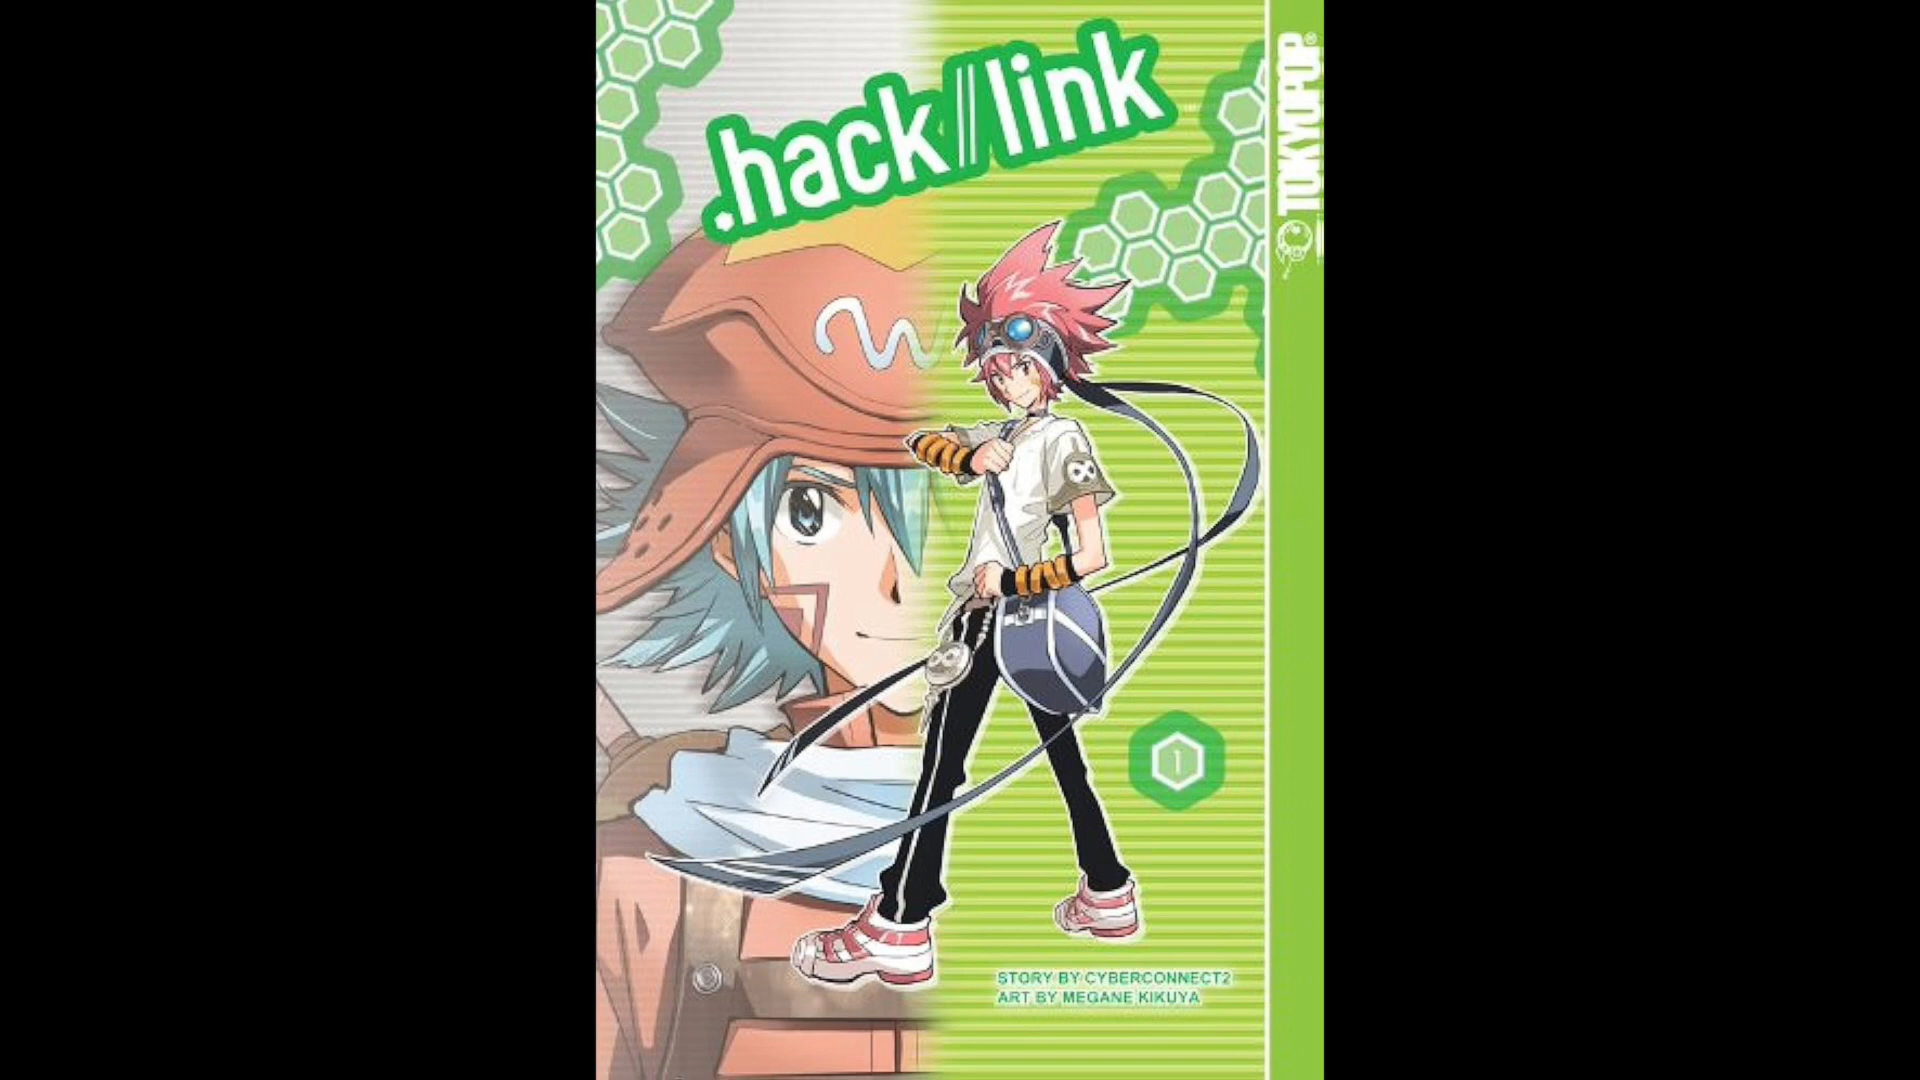 .hack//link
TOKYOPOP®
1
STORY BY CYBERCONNECT2
ART BY MEGANE KIKUYA